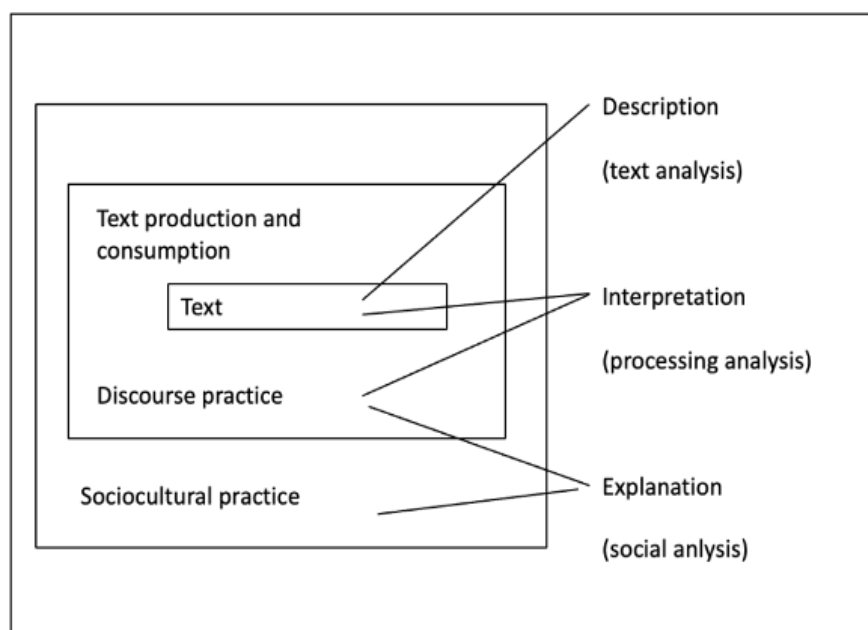 Description
(text analysis)
Text production and
consumption
Text
Interpretation
(processing analysis)
Discourse practice
Sociocultural practice
Explanation
(social anlysis)